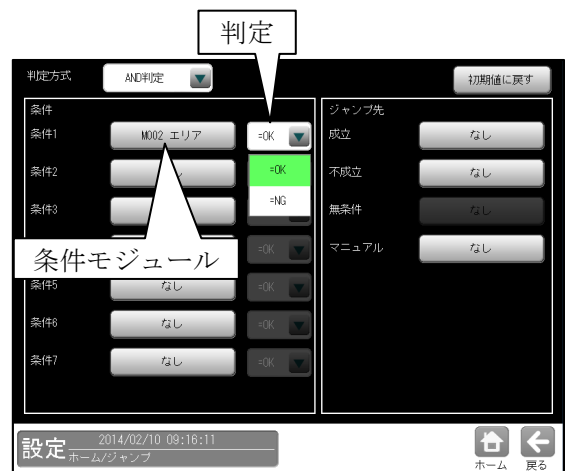 判定
判定方式 AND判定 初期値に戻す
条件 ジャンプ先
条件1 M002 エリア =OK 成立 なし
条件2 =OK 不成立 なし
条件3 =NG 無条件 なし
条件モジュール =OK マニュアル なし
条件5 なし =OK
条件6 なし =OK
条件7 なし =OK
設定 2014/02/10 09:16:11
ホーム/ジャンプ
ホーム 戻る